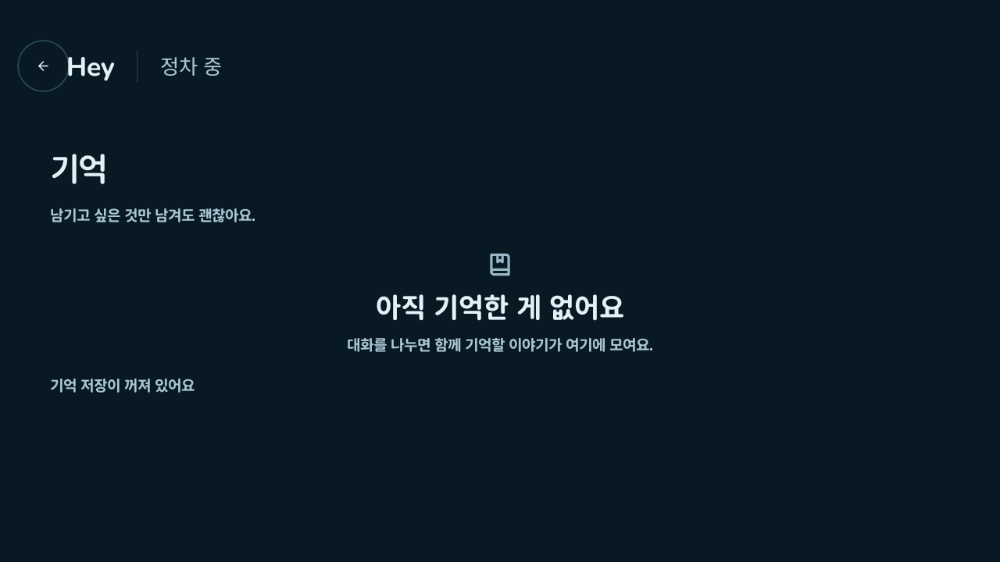 Hey
정차 중
기억
남기고 싶은 것만 남겨도 괜찮아요.
아직 기억한 게 없어요
대화를 나누면 함께 기억할 이야기가 여기에 모여요.
기억 저장이 꺼져 있어요